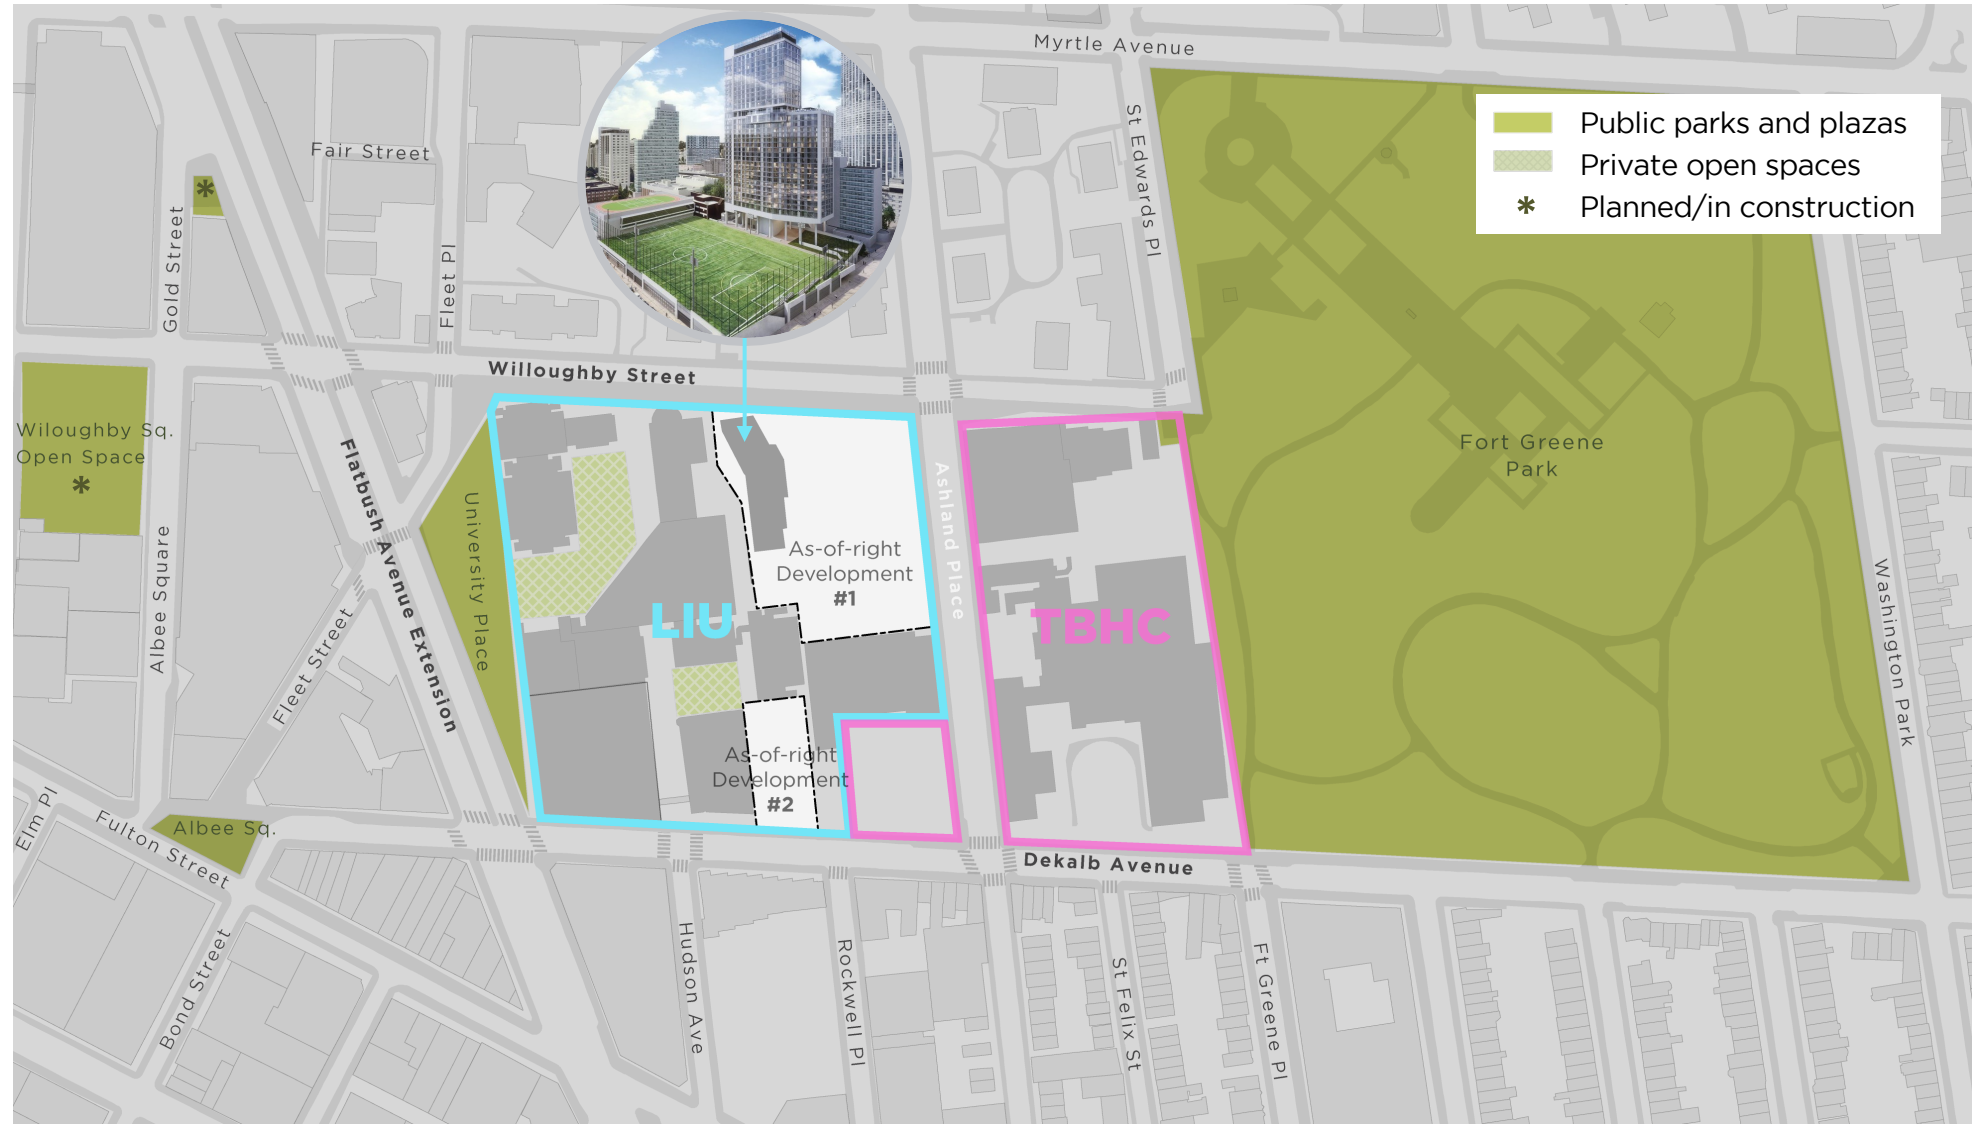 Myrtle Avenue
Public parks and plazas
Private open spaces
* Planned/in construction
Fair Street
*
Gold Street
Fleet Pl
St Edwards Pl
Willoughby Street
Wiloughby Sq.
Open Space
*
Flatbush Avenue Extension
University Place
Ashland Place
Fort Greene
Park
Albee Square
Fleet Street
As-of-right
Development
#1
LIU
TBHC
Washington Park
As-of-right
Development
#2
Elm Pl
Fulton Street
Albee Sq.
Dekalb Avenue
Bond Street
Hudson Ave
Rockwell Pl
St Felix St
Ft Greene Pl